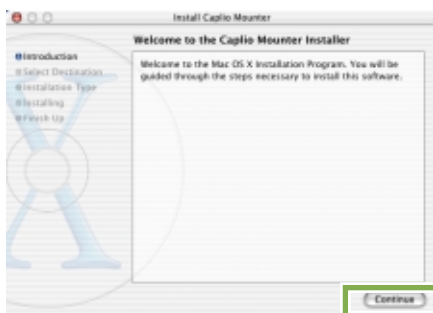 Install Caplio Mounter
Welcome to the Caplio Mounter Installer
Introduction
Select Destination
Installation Type
Installing
Finish Up
Welcome to the Mac OS X Installation Program. You will be
guided through the steps necessary to install this software.
Continue